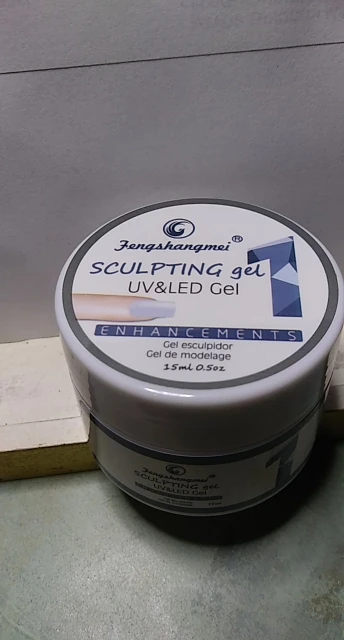 Fengshangmei®
SCULPTING gel
UV&LED Gel
1
ENHANCEMENTS
Gel esculpidor
Gel de modelage
15ml 0.5oz
Fengshangmei
SCULPTING gel
UV&LED Gel
1